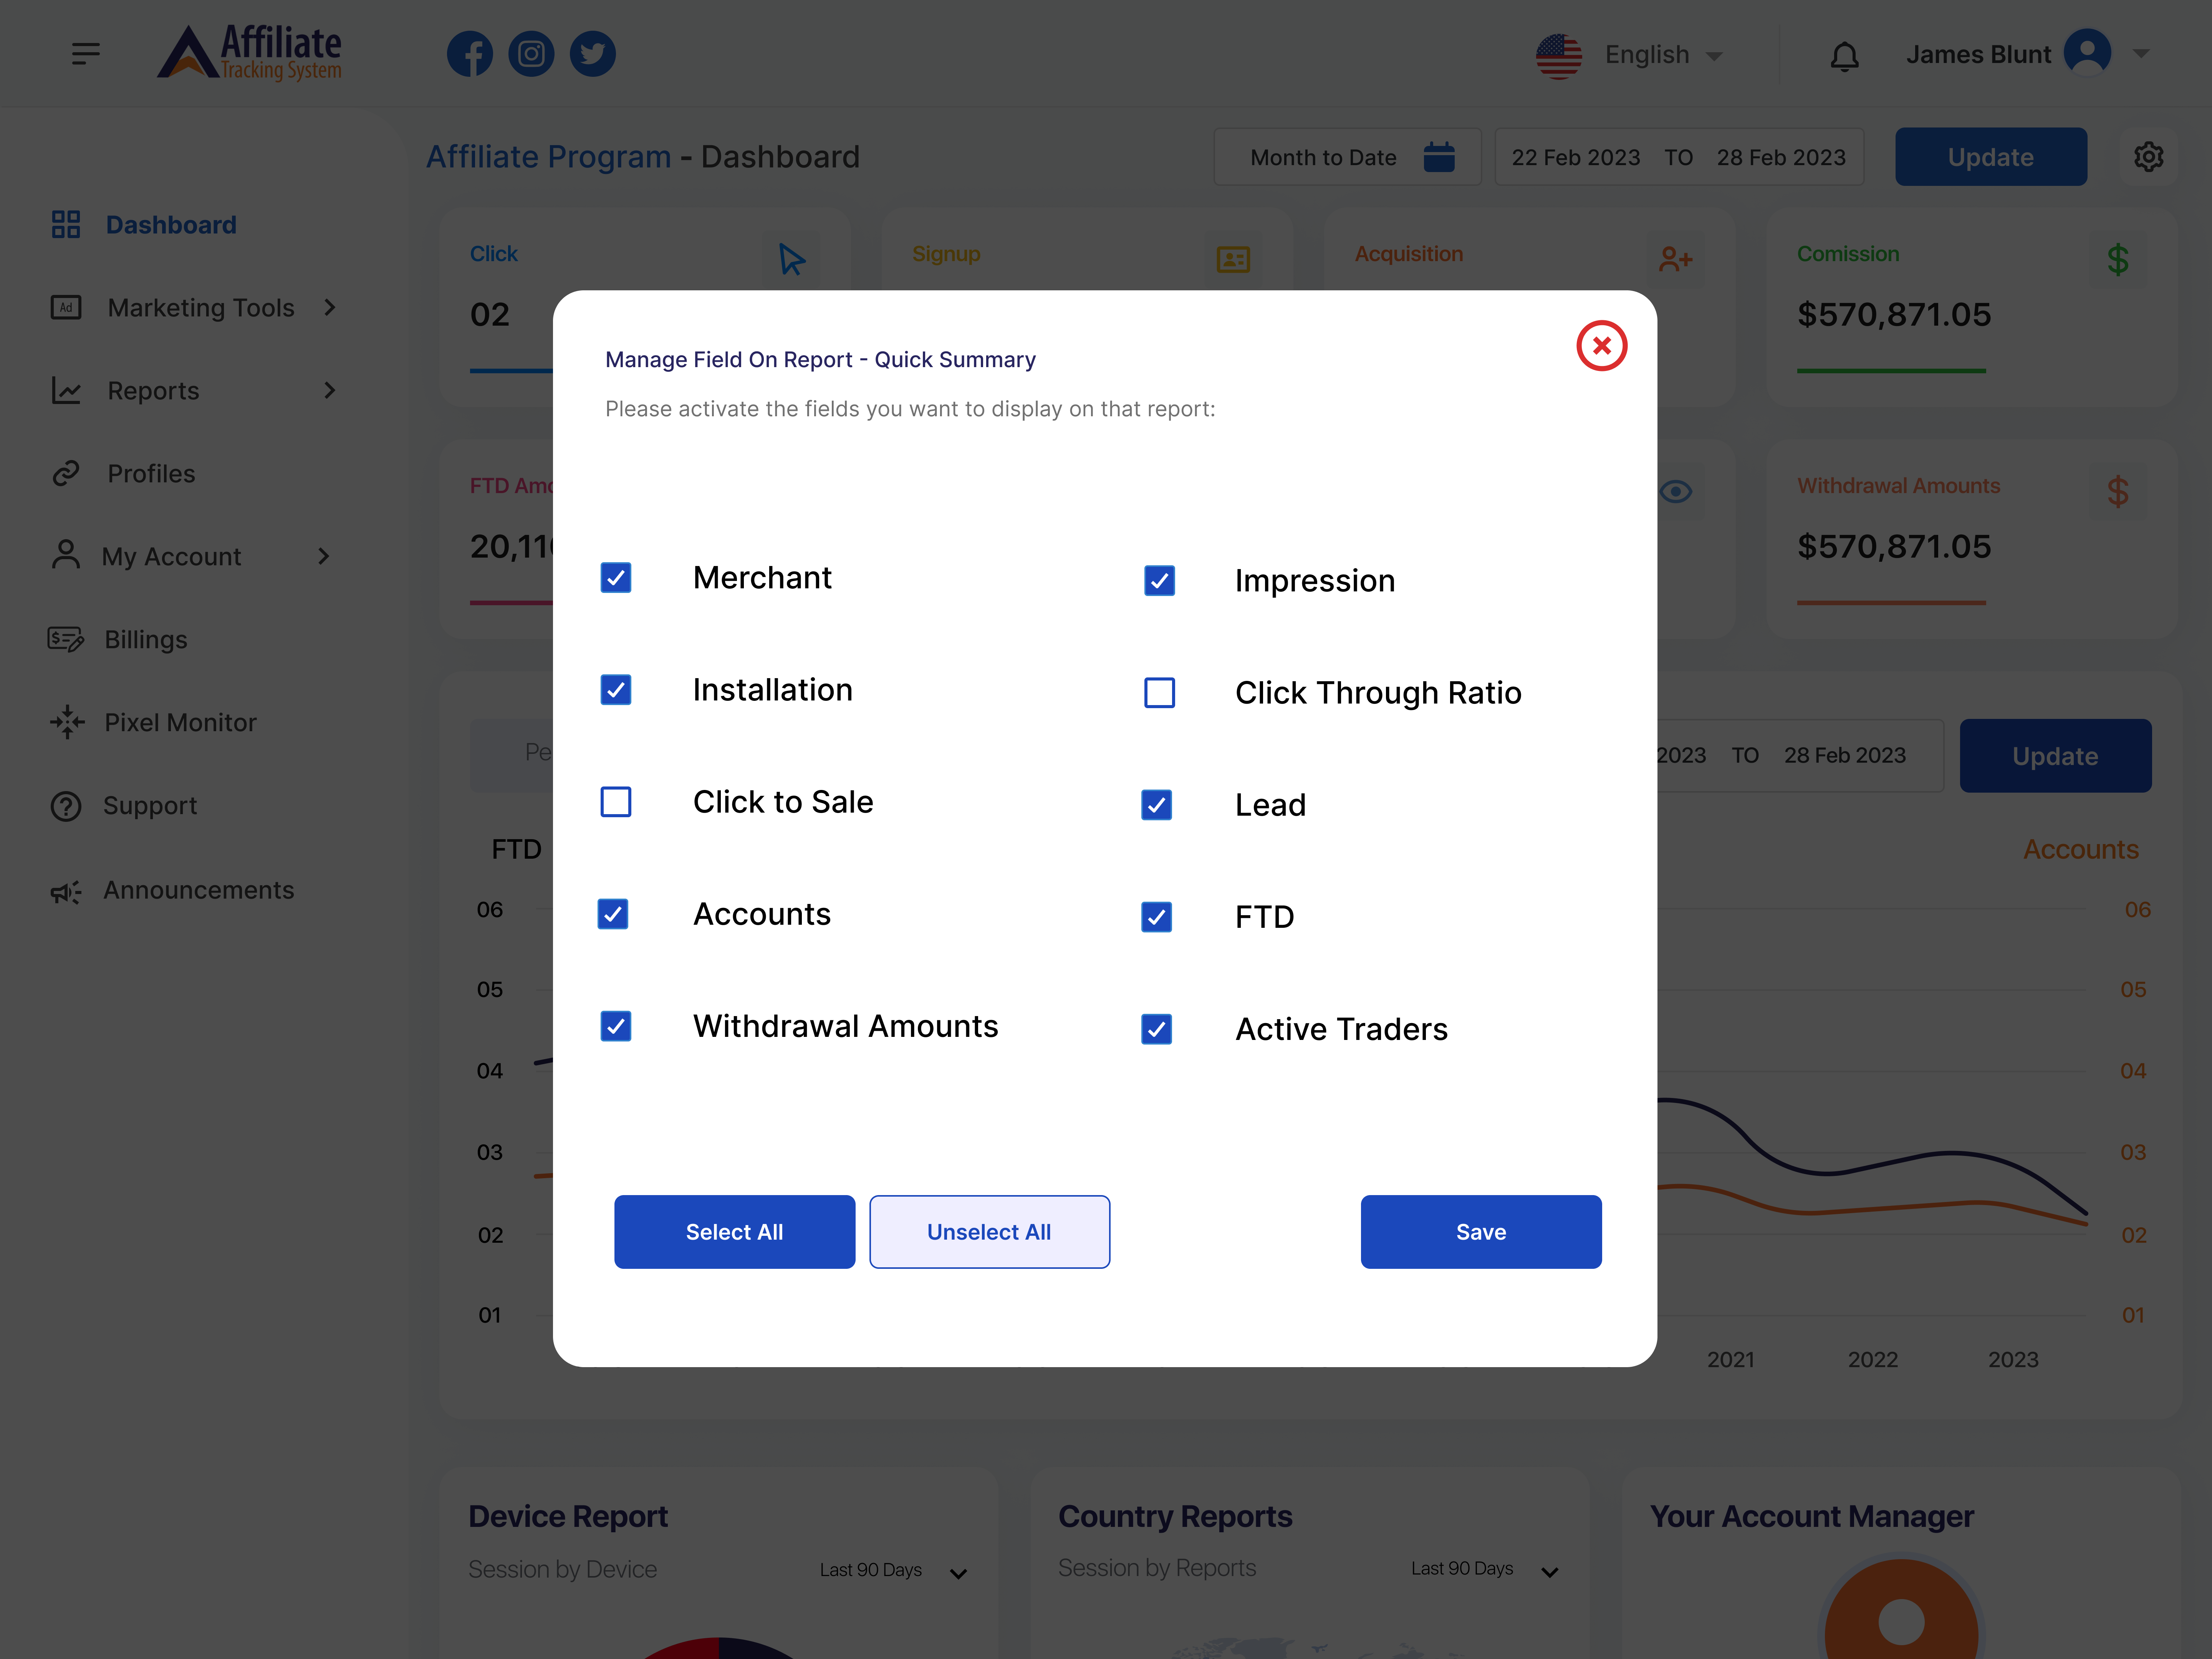 Affiliate
Tracking System
English
James Blunt
Affiliate Program - Dashboard
Month to Date
22 Feb 2023 TO 28 Feb 2023
Update
Dashboard
Ad
Marketing Tools
Reports
Profiles
My Account
Billings
Pixel Monitor
Support
Announcements
Click
02
Signup
Acquisition
Comission
$570,871.05
FTD
20,11
Withdrawal Amounts
$570,871.05
Manage Field On Report - Quick Summary
Please activate the fields you want to display on that report:
Merchant
Impression
Installation
Click Through Ratio
Click to Sale
Lead
Accounts
FTD
Withdrawal Amounts
Active Traders
Select All
Unselect All
Save
Pe
2023 TO 28 Feb 2023
Update
FTD
Accounts
06
05
04
03
02
01
06
05
04
03
02
01
2021
2022
2023
Device Report
Session by Device
Last 90 Days
Country Reports
Session by Reports
Last 90 Days
Your Account Manager